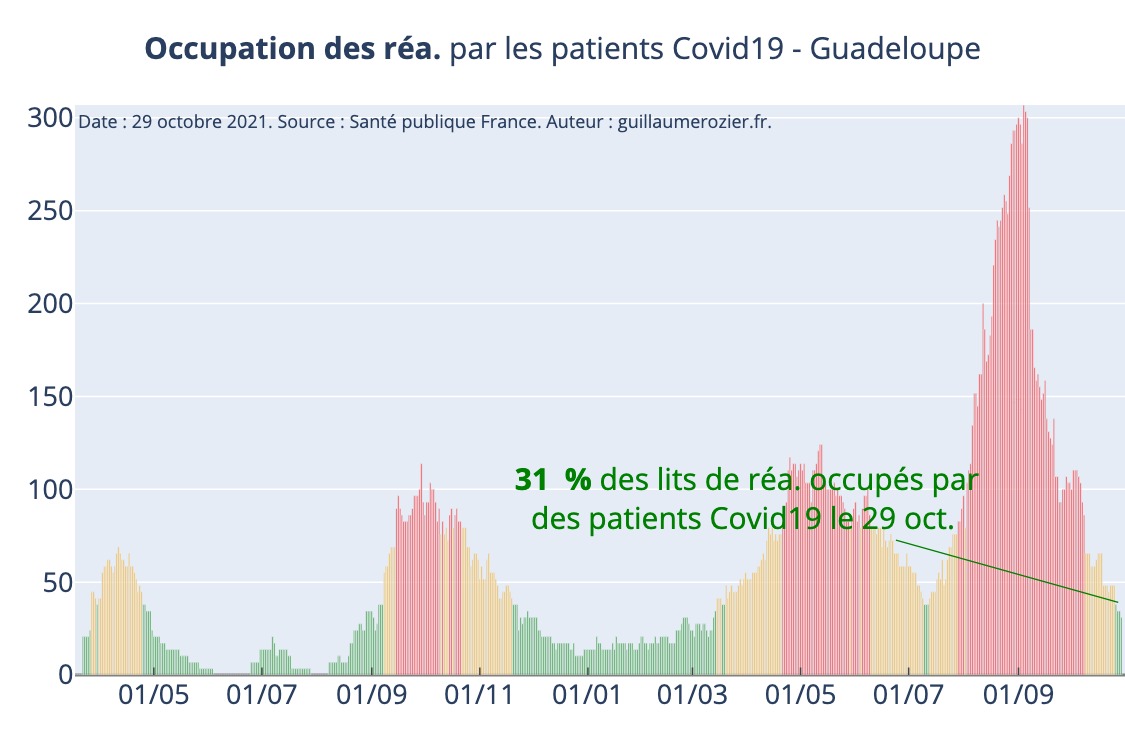 Occupation des réa. par les patients Covid19 - Guadeloupe
Date : 29 octobre 2021. Source : Santé publique France. Auteur : guillaumerozier.fr.
300
250
200
150
100
50
0
31 % des lits de réa. occupés par
des patients Covid19 le 29 oct.
01/05 01/07 01/09 01/11 01/01 01/03 01/05 01/07 01/09